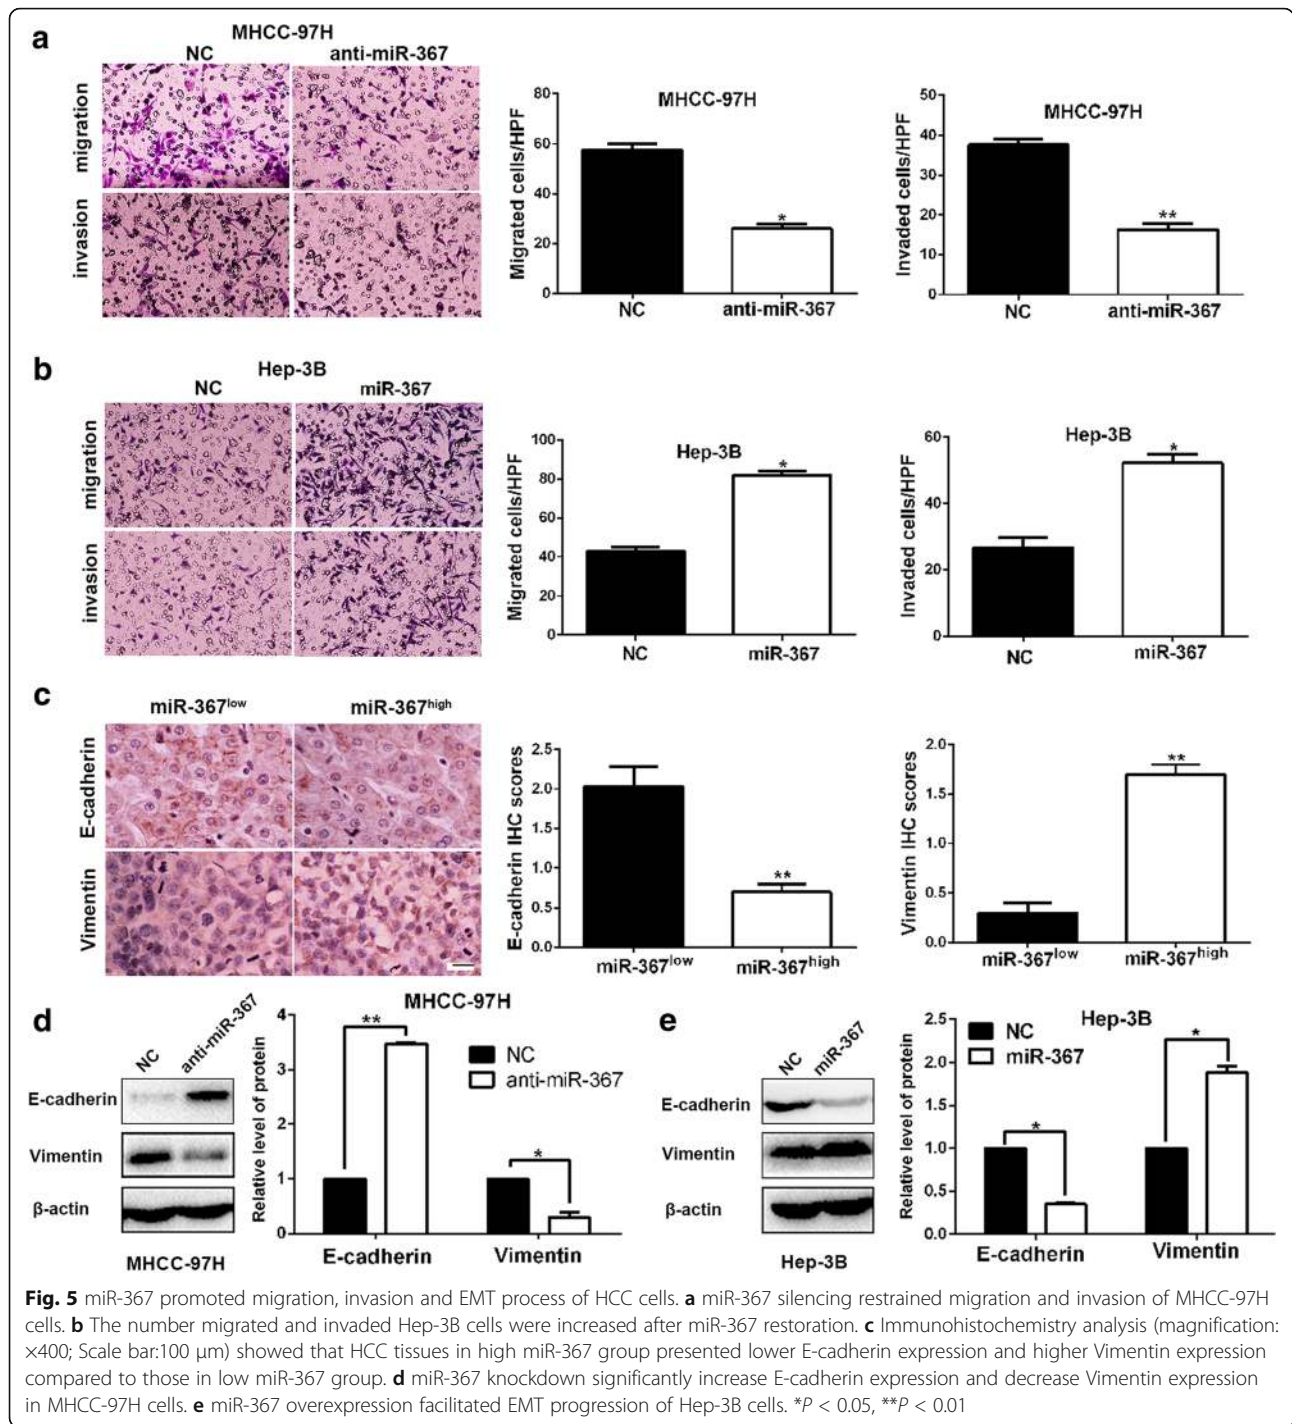 a
MHCC-97H
NC anti-miR-367
migration
invasion
Migrated cells/HPF
80
60
40
20
0
MHCC-97H
*
NC anti-miR-367
Invaded cells/HPF
50
40
30
20
10
0
MHCC-97H
**
NC anti-miR-367
b
Hep-3B
NC miR-367
migration
invasion
Migrated cells/HPF
100
80
60
40
20
0
Hep-3B
*
NC miR-367
Invaded cells/HPF
60
40
20
0
Hep-3B
*
NC miR-367
c
miR-367low miR-367high
E-cadherin
Vimentin
E-cadherin IHC scores
2.5
2.0
1.5
1.0
0.5
0.0
**
miR-367low miR-367high
Vimentin IHC scores
2.0
1.5
1.0
0.5
0.0
**
miR-367low miR-367high
d
NC anti-miR-367
E-cadherin
Vimentin
β-actin
MHCC-97H
Relative level of protein
4
3
2
1
0
MHCC-97H
**
*
NC
anti-miR-367
E-cadherin Vimentin
e
NC miR-367
E-cadherin
Vimentin
β-actin
Hep-3B
Relative level of protein
2.5
2.0
1.5
1.0
0.5
0.0
Hep-3B
NC
miR-367
*
*
E-cadherin Vimentin
Fig. 5 miR-367 promoted migration, invasion and EMT process of HCC cells. a miR-367 silencing restrained migration and invasion of MHCC-97H
cells. b The number migrated and invaded Hep-3B cells were increased after miR-367 restoration. c Immunohistochemistry analysis (magnification:
×400; Scale bar:100 μm) showed that HCC tissues in high miR-367 group presented lower E-cadherin expression and higher Vimentin expression
compared to those in low miR-367 group. d miR-367 knockdown significantly increase E-cadherin expression and decrease Vimentin expression
in MHCC-97H cells. e miR-367 overexpression facilitated EMT progression of Hep-3B cells. *P < 0.05, **P < 0.01